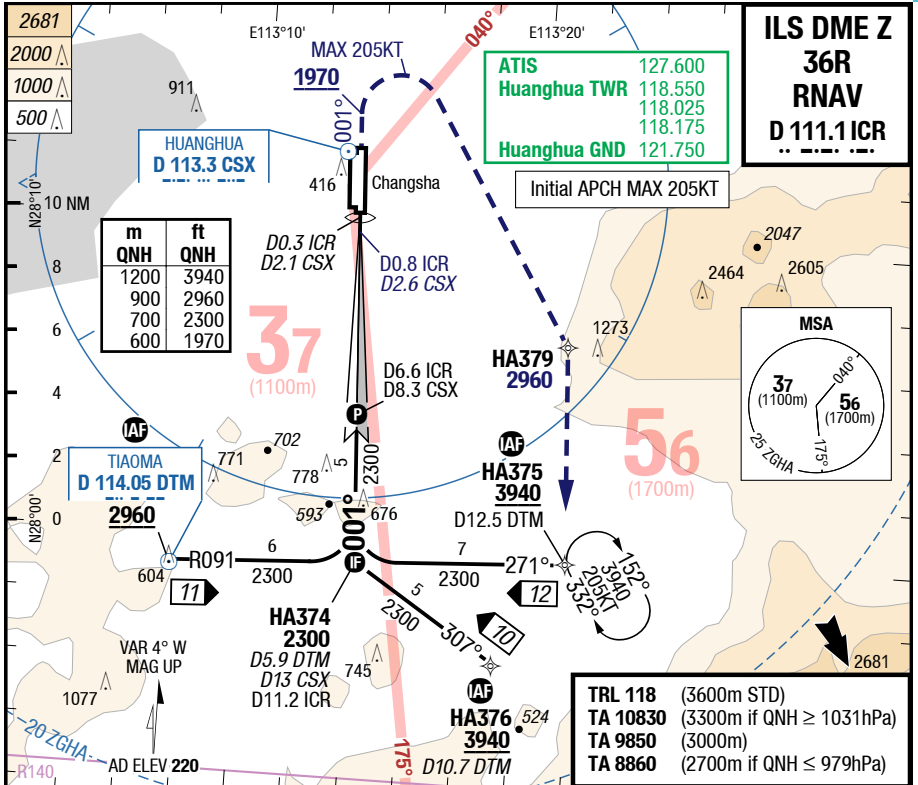 2681
2000
1000
500
911
E113°10'
E113°20'
MAX 205KT
1970
001°
040°
ATIS 127.600
Huanghua TWR 118.550
118.025
118.175
Huanghua GND 121.750
ILS DME Z
36R
RNAV
D 111.1 ICR
HUANGHUA
D 113.3 CSX
416
Changsha
Initial APCH MAX 205KT
N28°10'
10 NM
8
6
4
2
0
N28°00'
m ft
QNH QNH
1200 3940
900 2960
700 2300
600 1970
D0.3 ICR
D2.1 CSX
D0.8 ICR
D2.6 CSX
2047
2464
2605
1273
37
(1100m)
HA379
2960
MSA
040°
37
(1100m)
56
(1700m)
175°
25 ZGHA
D6.6 ICR
D8.3 CSX
P
IAF
702
771
778
5
2300
593
676
TIAOMA
D 114.05 DTM
2960
604
R091
6
2300
11
001°
IF
IAF
HA375
3940
D12.5 DTM
56
(1700m)
7
2300
271°
12
152°
3940
205KT
332°
5
2300
307°
10
HA374
2300
D5.9 DTM
D13 CSX
D11.2 ICR
745
IAF
HA376
3940
D10.7 DTM
524
2681
VAR 4° W
MAG UP
1077
20 ZGHA
AD ELEV 220
R140
175°
TRL 118 (3600m STD)
TA 10830 (3300m if QNH ≥ 1031hPa)
TA 9850 (3000m)
TA 8860 (2700m if QNH ≤ 979hPa)